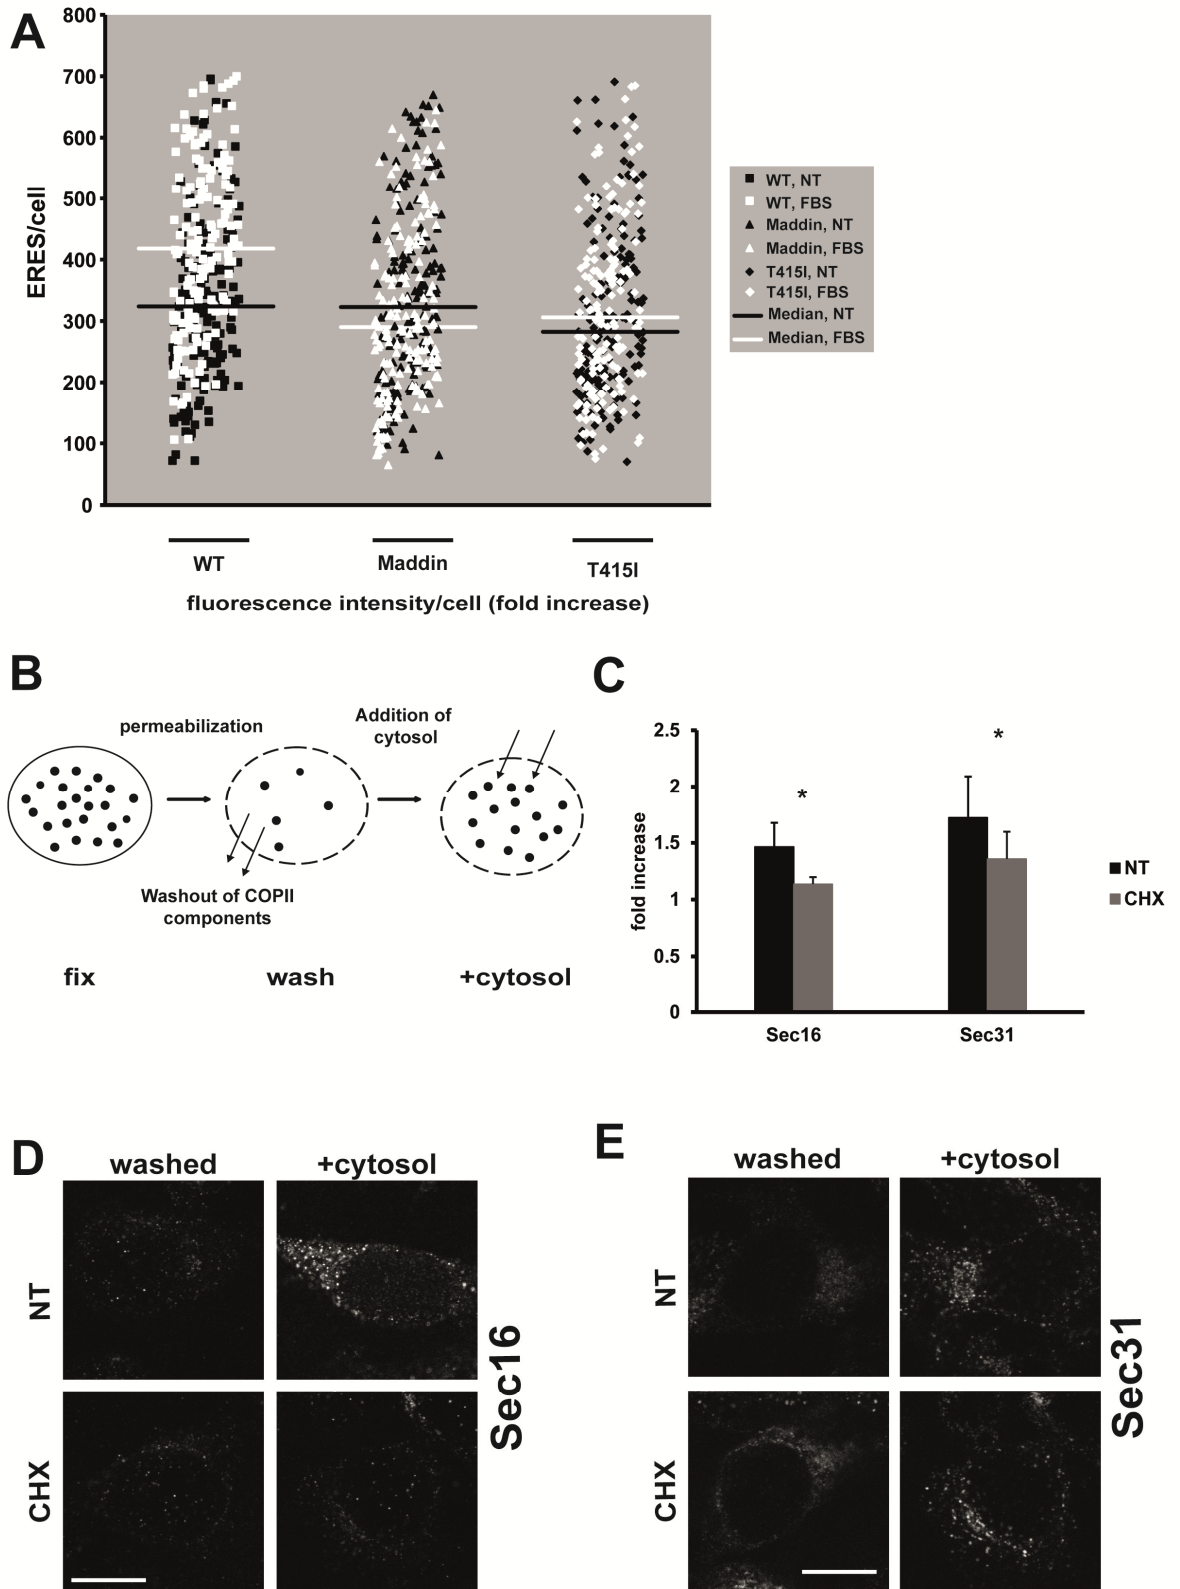 A
800
700
600
500
400
300
200
100
0
ERES/cell
WT, NT
WT, FBS
Maddin, NT
Maddin, FBS
T415I, NT
T415I, FBS
Median, NT
Median, FBS
WT
Maddin
T415I
fluorescence intensity/cell (fold increase)
B
permeabilization
Addition of
cytosol
Washout of COPII
components
fix
wash
+cytosol
C
2.5
2
1.5
1
0.5
0
fold increase
*
*
NT
CHX
Sec16
Sec31
D
washed
+cytosol
NT
CHX
Sec16
E
washed
+cytosol
NT
CHX
Sec31